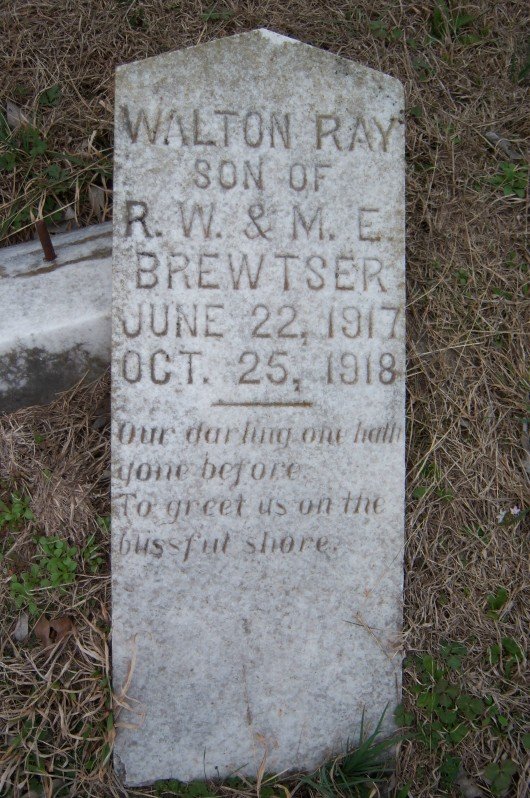 WALTON RAY
SON OF
R. W. & M. E.
BREWTSER
JUNE 22, 1917
OCT. 25, 1918
Our darling one hath
gone before
To greet us on the
blissful shore.